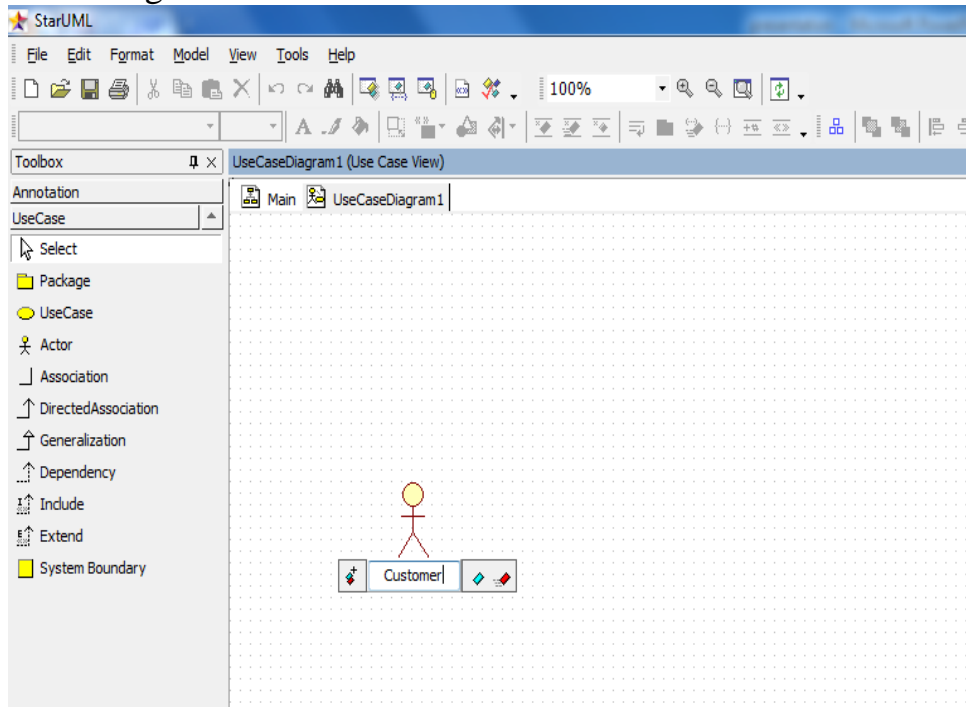 StarUML
File Edit Format Model View Tools Help
100%
Toolbox
UseCaseDiagram1 (Use Case View)
Annotation
Main UseCaseDiagram1
UseCase
Select
Package
UseCase
Actor
Association
DirectedAssociation
Generalization
Dependency
Include
Extend
System Boundary
Customer